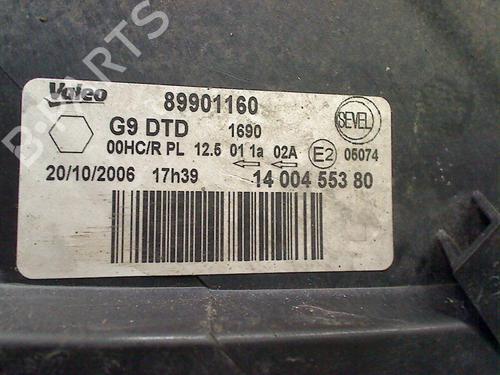 B-PARTS
Valeo 89901160 SEVEL
G9 DTD 1690
00HC/R PL 12.5 01 1a 02A E2 05074
20/10/2006 17h39 14 004 553 80